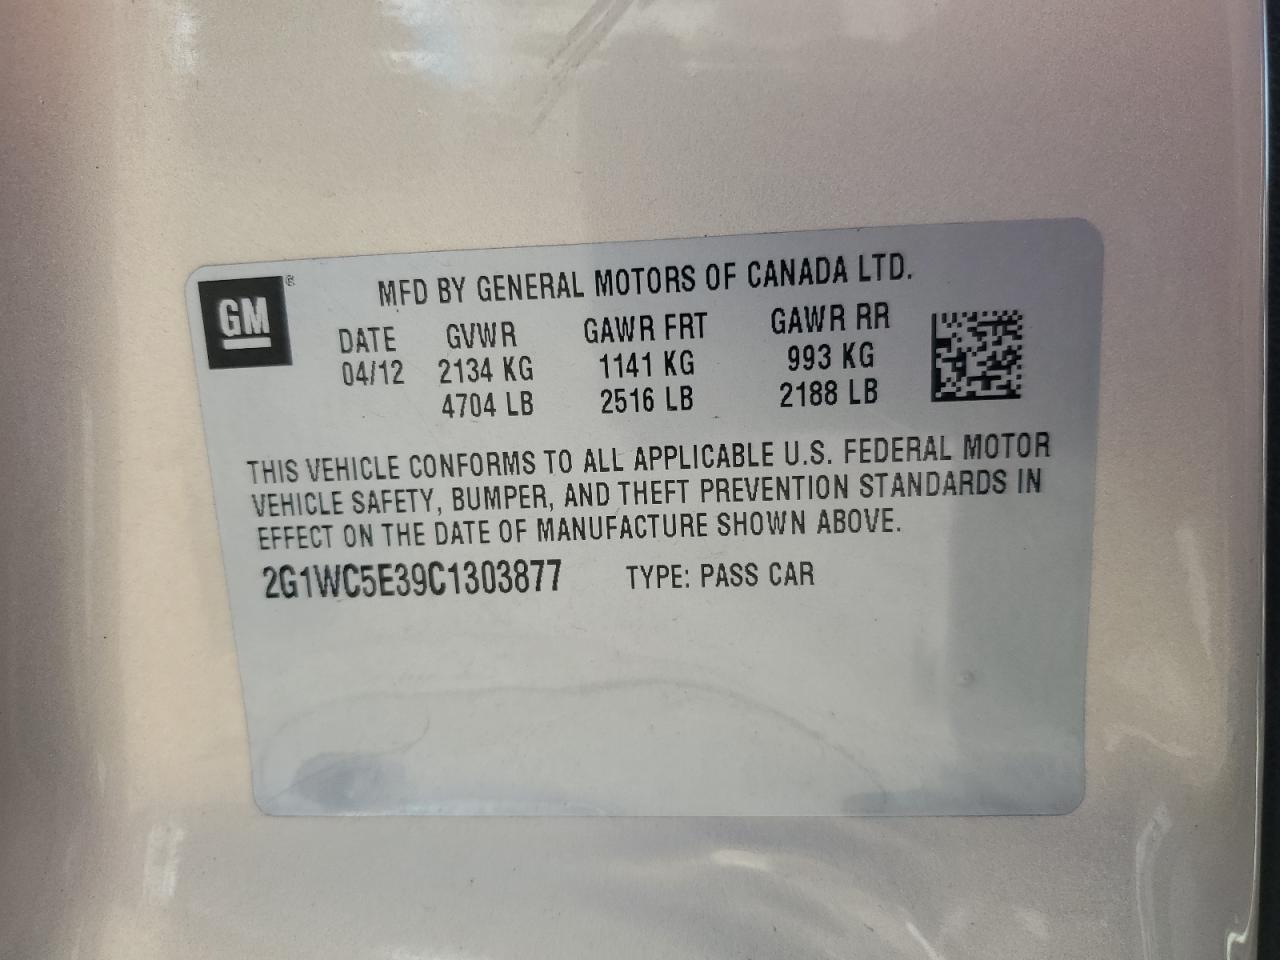 GM ®
MFD BY GENERAL MOTORS OF CANADA LTD.
DATE GVWR GAWR FRT GAWR RR
04/12 2134 KG 1141 KG 993 KG
4704 LB 2516 LB 2188 LB
THIS VEHICLE CONFORMS TO ALL APPLICABLE U.S. FEDERAL MOTOR
VEHICLE SAFETY, BUMPER, AND THEFT PREVENTION STANDARDS IN
EFFECT ON THE DATE OF MANUFACTURE SHOWN ABOVE.
2G1WC5E39C1303877 TYPE: PASS CAR